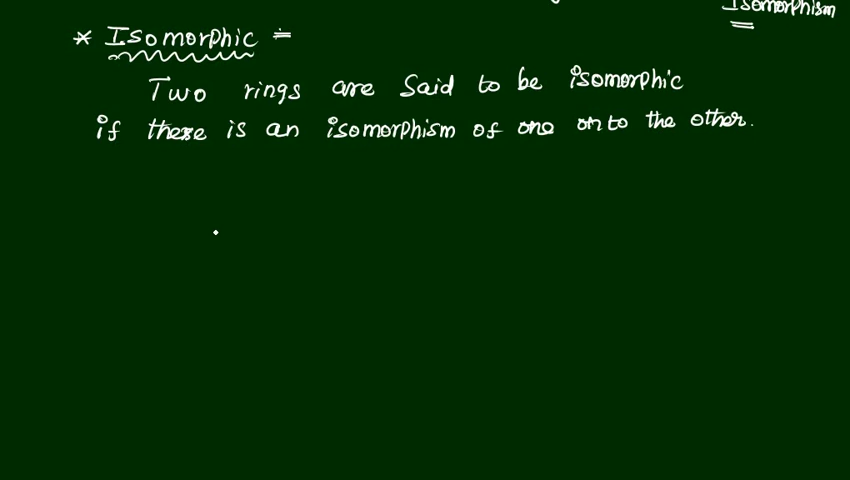 Isomorphism
* Isomorphic =
Two rings are said to be isomorphic
if there is an isomorphism of one onto the other.